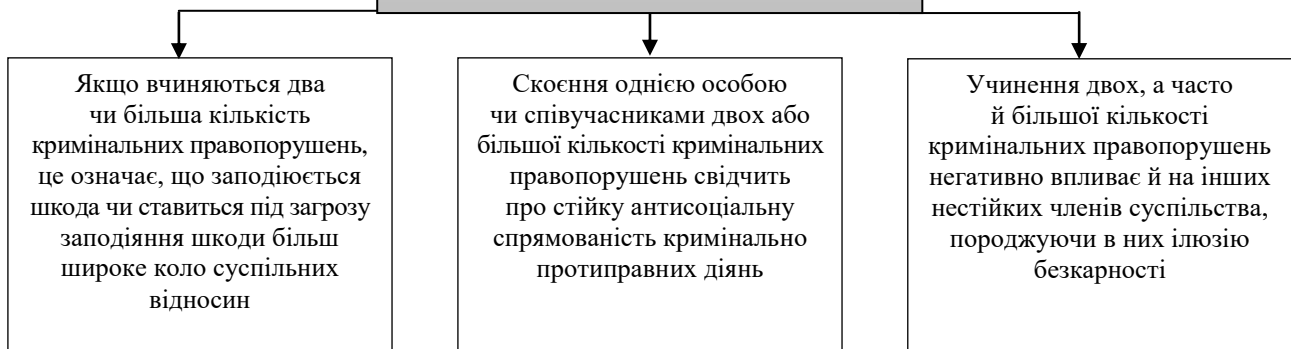 Якщо вчиняються два
чи більша кількість
кримінальних правопорушень,
це означає, що заподіюється
шкода чи ставиться під загрозу
заподіяння шкоди більш
широке коло суспільних
відносин
Скоєння однією особою
чи співучасниками двох або
більшої кількості кримінальних
правопорушень свідчить
про стійку антисоціальну
спрямованість кримінально
протиправних діянь
Учинення двох, а часто
й більшої кількості
кримінальних правопорушень
негативно впливає й на інших
нестійких членів суспільства,
породжуючи в них ілюзію
безкарності